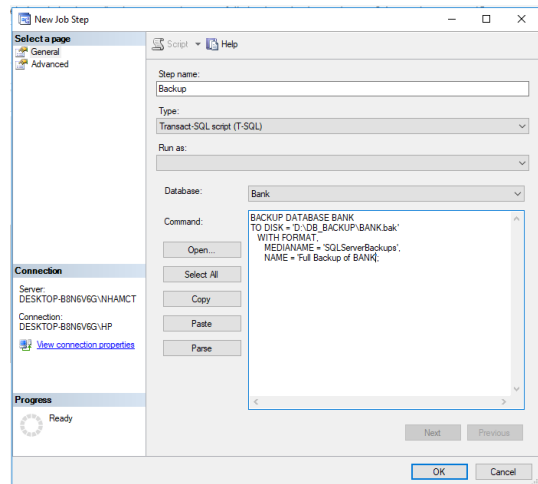 New Job Step
Select a page
General
Advanced
Script
Help
Step name:
Backup
Type:
Transact-SQL script (T-SQL)
Run as:
Database:
Bank
Command:
BACKUP DATABASE BANK
TO DISK = 'D:\DB_BACKUP\BANK.bak'
WITH FORMAT,
MEDIANAME = 'SQLServerBackups',
NAME = 'Full Backup of BANK';
Open...
Select All
Copy
Paste
Parse
Connection
Server:
DESKTOP-B8N6V6G\NHAMCT
Connection:
DESKTOP-B8N6V6G\HP
View connection properties
Progress
Ready
Next
Previous
OK
Cancel